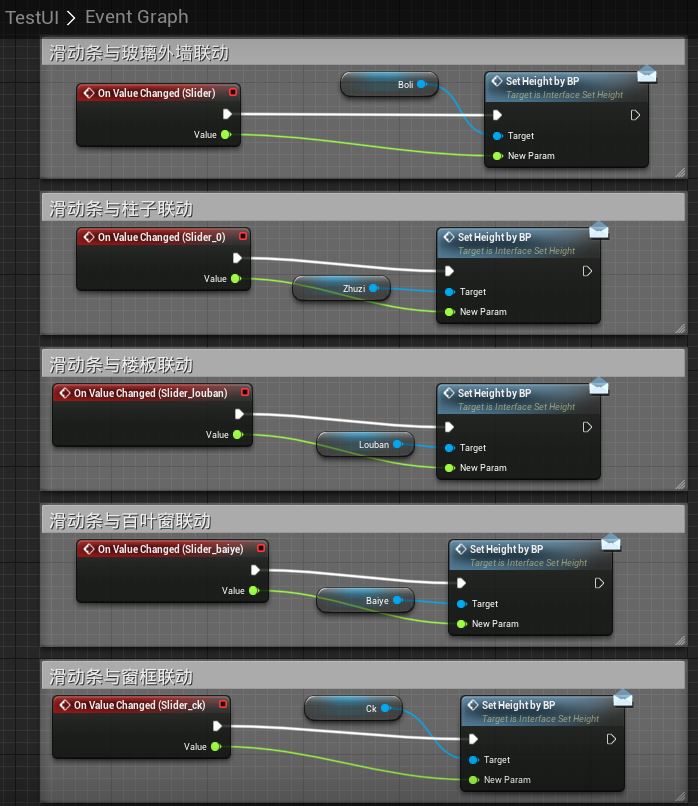 TestUI > Event Graph
滑动条与玻璃外墙联动
On Value Changed (Slider)
Boli
Set Height by BP
Target is Interface Set Height
Value
Target
New Param
滑动条与柱子联动
On Value Changed (Slider_0)
Set Height by BP
Target is Interface Set Height
Value
Zhuzi
Target
New Param
滑动条与楼板联动
On Value Changed (Slider_louban)
Set Height by BP
Target is Interface Set Height
Value
Louban
Target
New Param
滑动条与百叶窗联动
On Value Changed (Slider_baiye)
Set Height by BP
Target is Interface Set Height
Value
Baiye
Target
New Param
滑动条与窗框联动
On Value Changed (Slider_ck)
Ck
Set Height by BP
Target is Interface Set Height
Value
Target
New Param